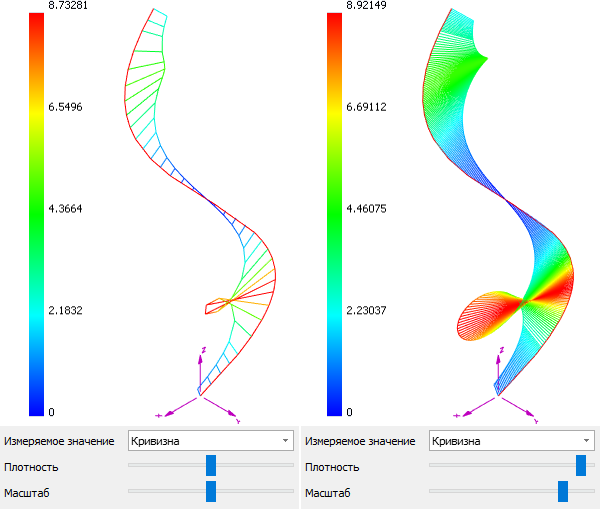 8.73281
6.5496
4.3664
2.1832
0
Z
X
Y
Измеряемое значение
Кривизна
Плотность
Масштаб
8.92149
6.69112
4.46075
2.23037
0
Z
X
Y
Измеряемое значение
Кривизна
Плотность
Масштаб